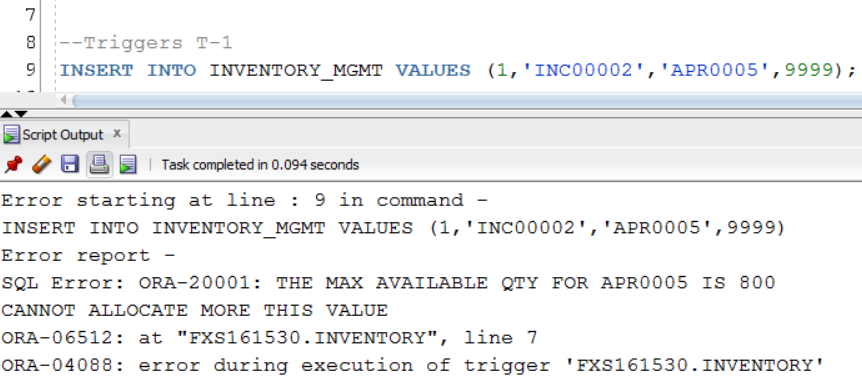 7
8 --Triggers T-1
9 INSERT INTO INVENTORY_MGMT VALUES (1,'INC00002','APR0005',9999);
Script Output x
Task completed in 0.094 seconds
Error starting at line : 9 in command -
INSERT INTO INVENTORY_MGMT VALUES (1,'INC00002','APR0005',9999)
Error report -
SQL Error: ORA-20001: THE MAX AVAILABLE QTY FOR APR0005 IS 800
CANNOT ALLOCATE MORE THIS VALUE
ORA-06512: at "FXS161530.INVENTORY", line 7
ORA-04088: error during execution of trigger 'FXS161530.INVENTORY'